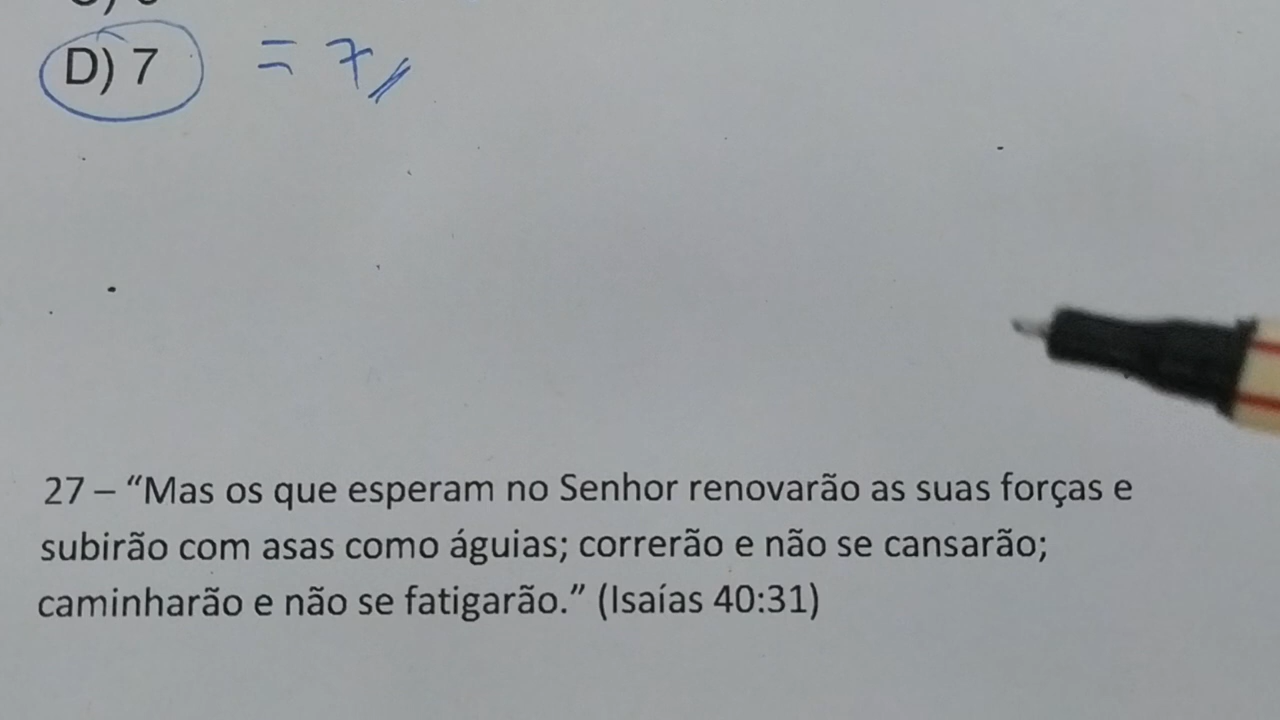 D) 7 = 7
27 – “Mas os que esperam no Senhor renovarão as suas forças e
subirão com asas como águias; correrão e não se cansarão;
caminharão e não se fatigarão.” (Isaías 40:31)